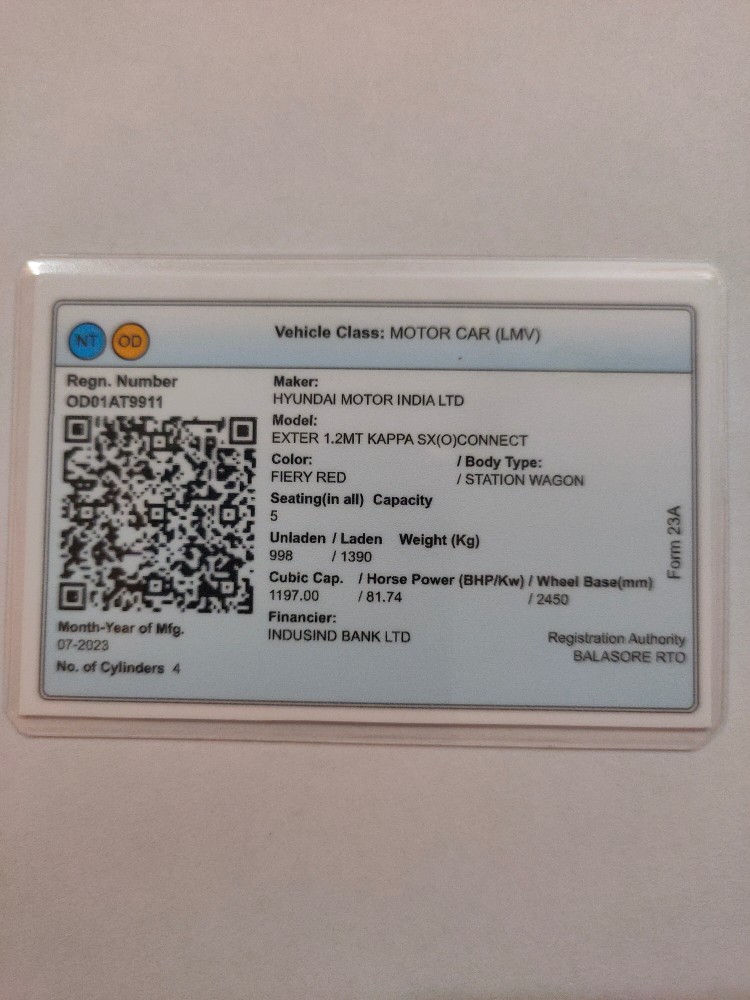 NT OD
Vehicle Class: MOTOR CAR (LMV)
Regn. Number
OD01AT9911
Month-Year of Mfg.
07-2023
No. of Cylinders 4
Maker:
HYUNDAI MOTOR INDIA LTD
Model:
EXTER 1.2MT KAPPA SX(O)CONNECT
Color: / Body Type:
FIERY RED / STATION WAGON
Seating(in all) Capacity
5
Unladen / Laden Weight (Kg)
998 / 1390
Cubic Cap. / Horse Power (BHP/Kw) / Wheel Base(mm)
1197.00 / 81.74 / 2450
Financier:
INDUSIND BANK LTD
Form 23A
Registration Authority
BALASORE RTO